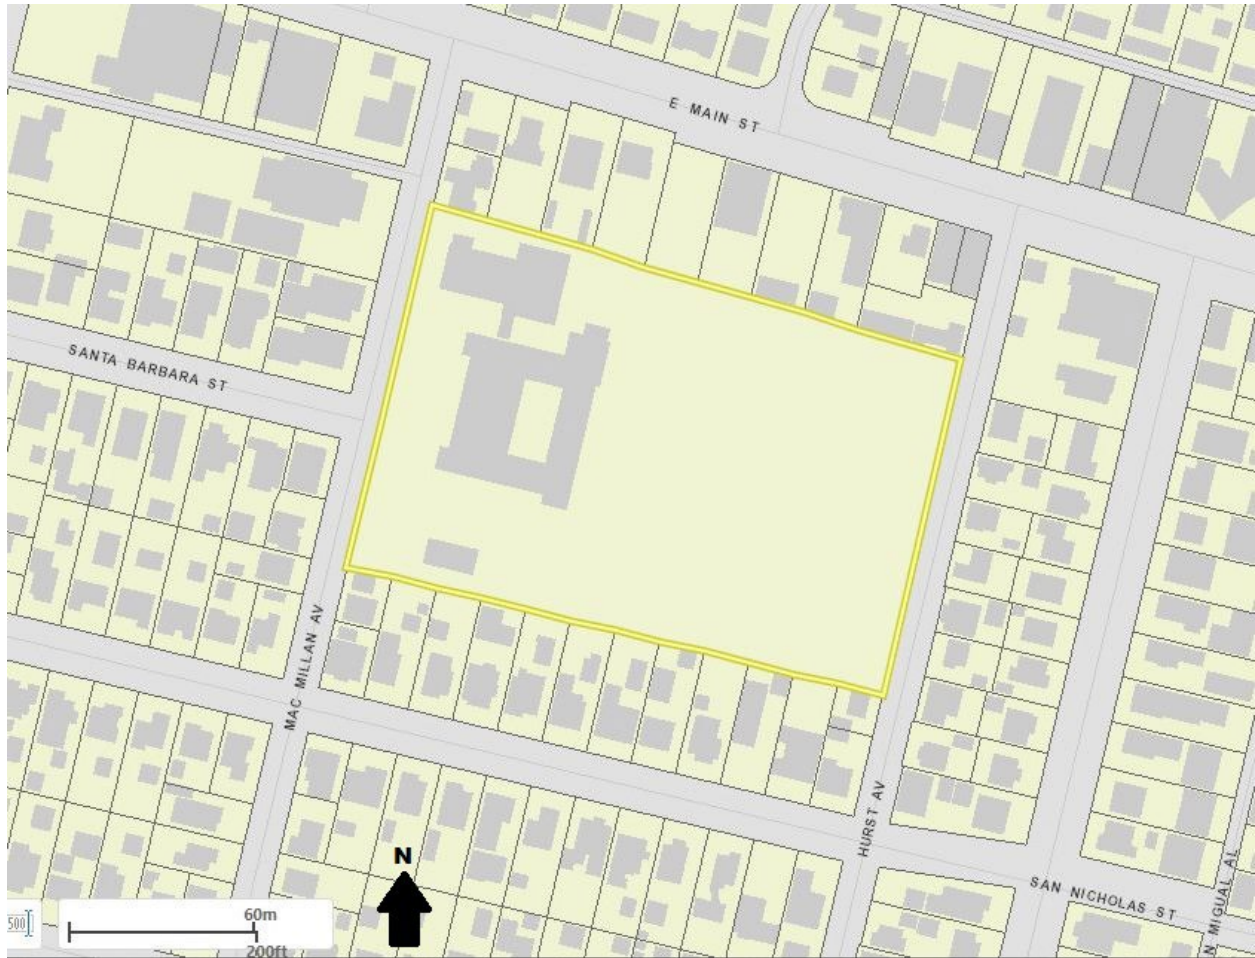 E MAIN ST
SANTA BARBARA ST
MAC MILLAN AV
HURST AV
SAN NICHOLAS ST
N MIGUAL AL
N
500
60m
200ft